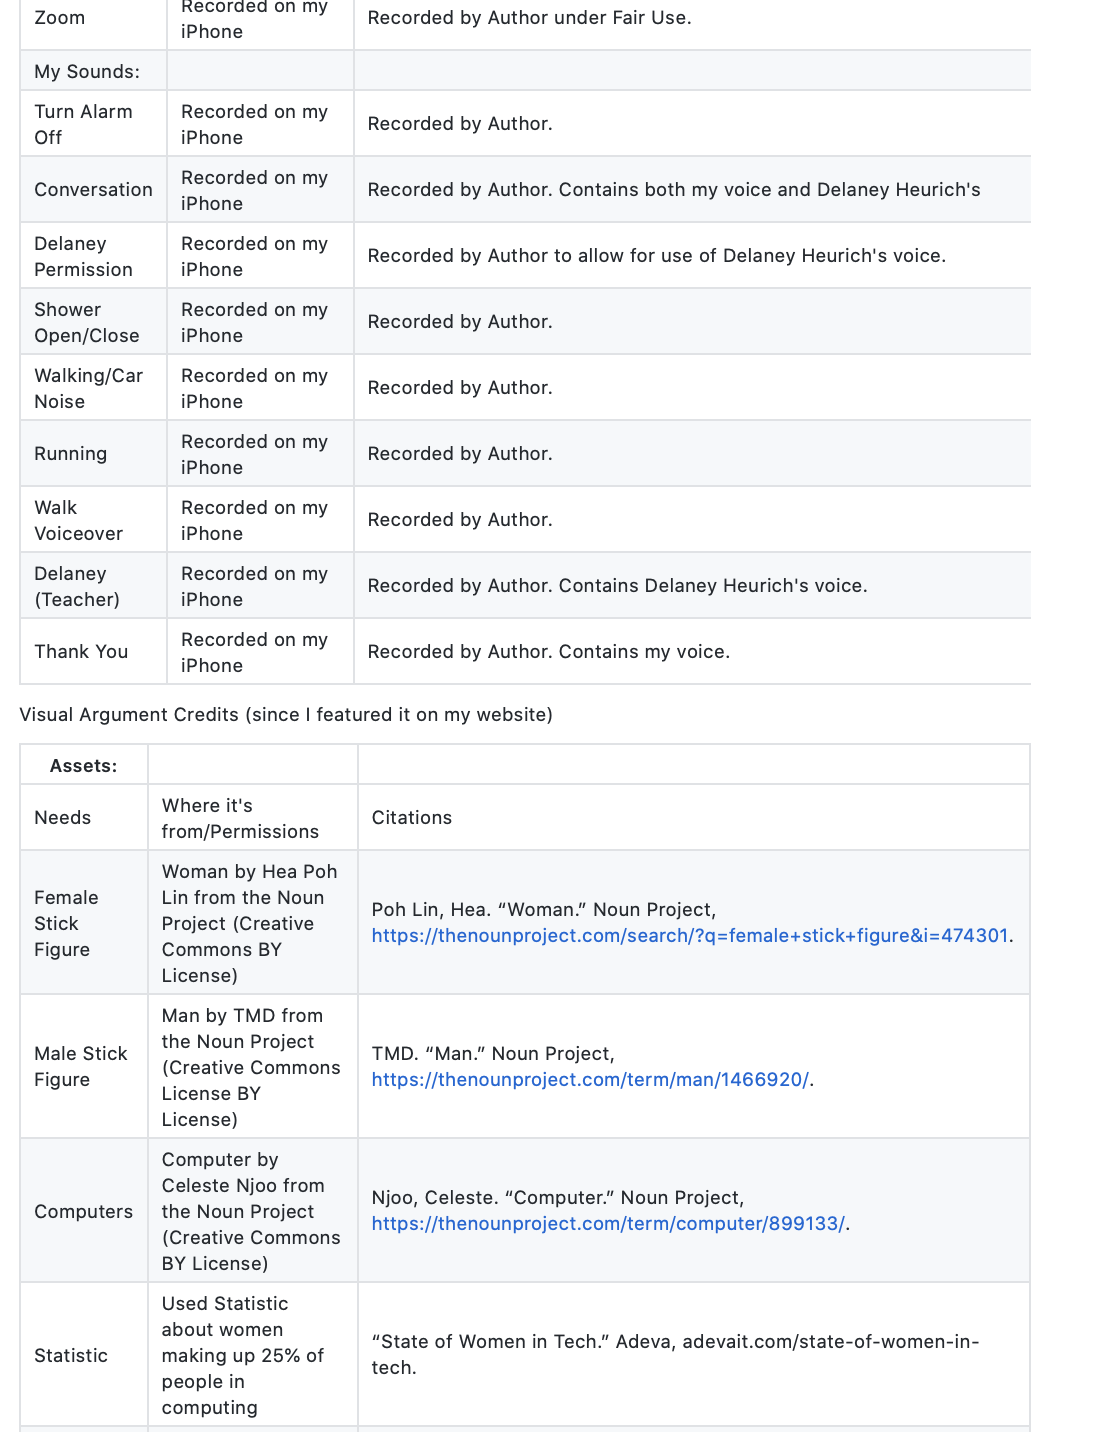 Recorded on my
Zoom
iPhone
Recorded by Author under Fair Use.
My Sounds:
Turn Alarm
Off
Recorded on my
iPhone
Recorded by Author.
Conversation
Recorded on my
iPhone
Recorded by Author. Contains both my voice and Delaney Heurich's
Delaney
Permission
Recorded on my
iPhone
Recorded by Author to allow for use of Delaney Heurich's voice.
Shower
Open/Close
Recorded on my
iPhone
Recorded by Author.
Walking/Car
Noise
Recorded on my
iPhone
Recorded by Author.
Running
Recorded on my
iPhone
Recorded by Author.
Walk
Voiceover
Recorded on my
iPhone
Recorded by Author.
Delaney
(Teacher)
Recorded on my
iPhone
Recorded by Author. Contains Delaney Heurich's voice.
Thank You
Recorded on my
iPhone
Recorded by Author. Contains my voice.
Visual Argument Credits (since I featured it on my website)
Assets:
Needs
Where it's
from/Permissions
Citations
Female
Stick
Figure
Woman by Hea Poh
Lin from the Noun
Project (Creative
Commons BY
License)
Poh Lin, Hea. “Woman.” Noun Project,
https://thenounproject.com/search/?q=female+stick+figure&i=474301.
Male Stick
Figure
Man by TMD from
the Noun Project
(Creative Commons
License BY
License)
TMD. “Man.” Noun Project,
https://thenounproject.com/term/man/1466920/.
Computers
Computer by
Celeste Njoo from
the Noun Project
(Creative Commons
BY License)
Njoo, Celeste. “Computer.” Noun Project,
https://thenounproject.com/term/computer/899133/.
Statistic
Used Statistic
about women
making up 25% of
people in
computing
“State of Women in Tech.” Adeva, adevait.com/state-of-women-in-
tech.